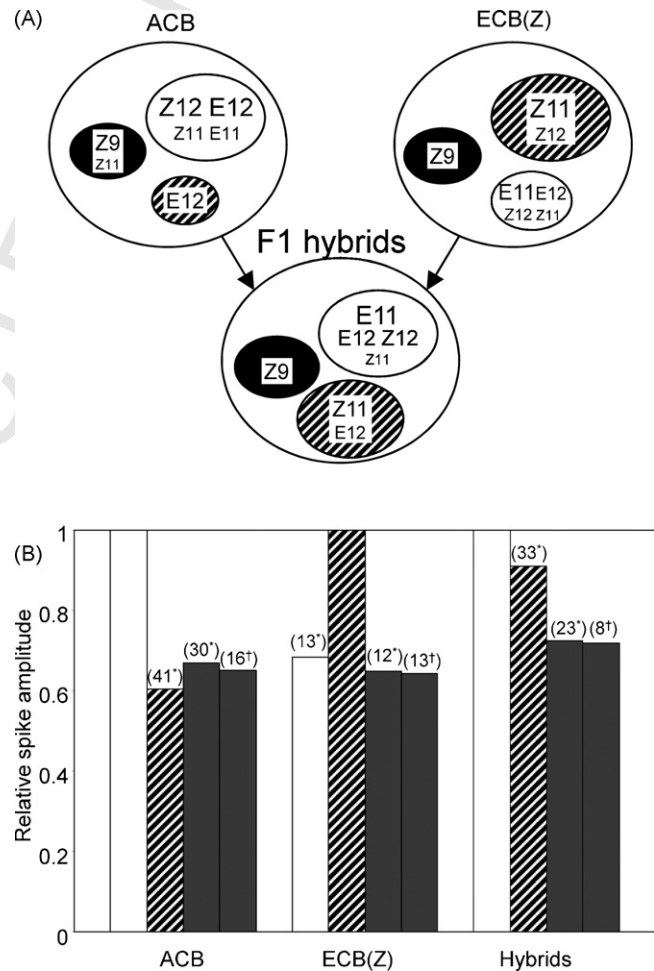 (A)
ACB
ECB(Z)
Z12 E12
Z11 E11
Z9
Z11
E12
Z11
Z12
Z9
E11 E12
Z12 Z11
F1 hybrids
E11
E12 Z12
Z11
Z9
Z11
E12
(B)
Relative spike amplitude
1
0.8
0.6
0.4
0.2
0
(41*)
(30*)
(16†)
(13*)
(12*)
(13†)
(33*)
(23*)
(8†)
ACB
ECB(Z)
Hybrids